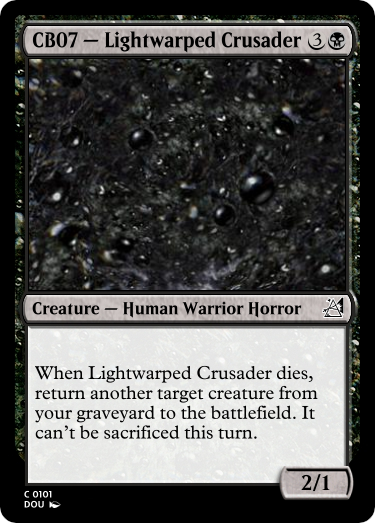 CB07 — Lightwarped Crusader 3
Creature — Human Warrior Horror
When Lightwarped Crusader dies,
return another target creature from
your graveyard to the battlefield. It
can't be sacrificed this turn.
2/1
C 0101
DOU